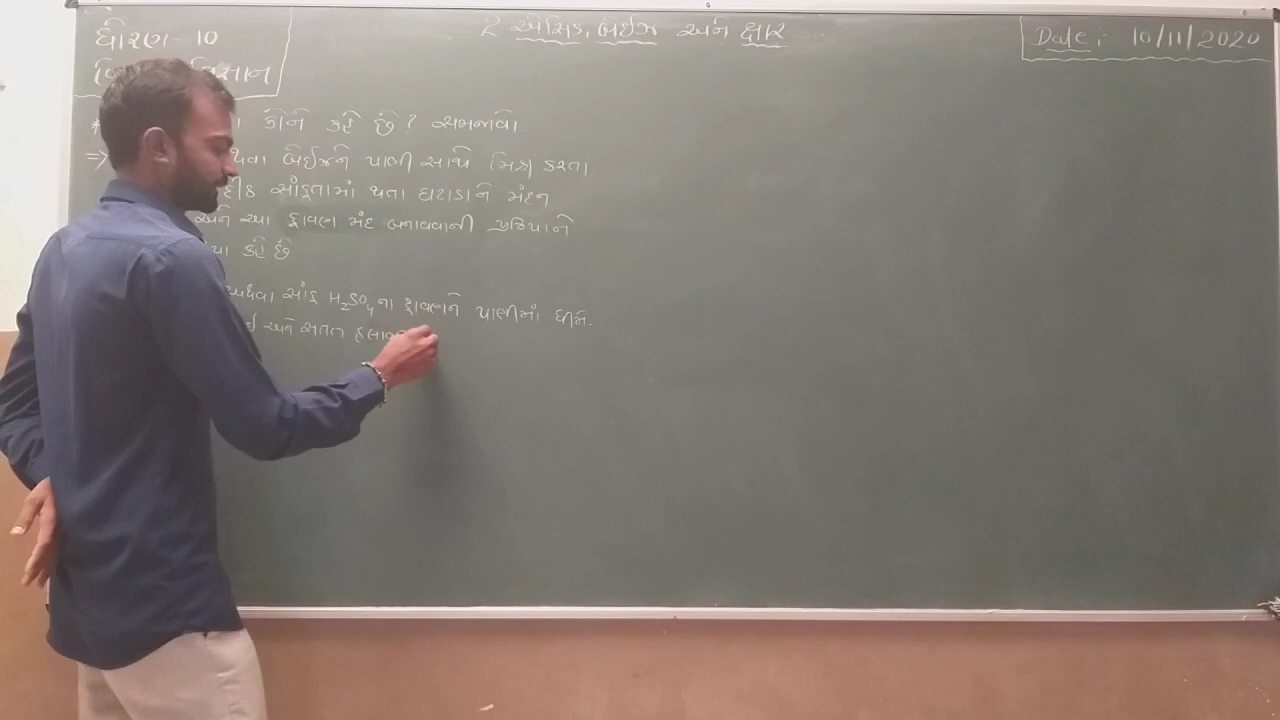 ધોરણ - 10
2 એસિડ, બેઇઝ અને ક્ષાર
Date : 10/11/2020
કોને કહે છે? સમજાવો.
⇒ બેઇઝને પાણી સાથે મિશ્ર કરતા
સાંદ્રતામાં થતા ઘટાડાને મંદન
અને આ દ્રાવણ મંદ બનાવવાની પ્રક્રિયાને
કહે છે
અથવા સાંદ્ર H₂SO₄ ના દ્રાવણને પાણીમાં ધીમે-
અને સતત